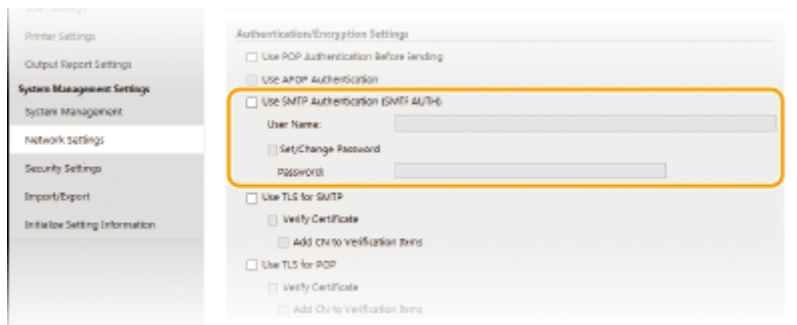 Printer Settings
Output Report Settings
System Management Settings
System Management
Network Settings
Security Settings
Import/Export
Initialize Setting Information
Authentication/Encryption Settings
Use POP Authentication Before Sending
Use APOP Authentication
Use SMTP Authentication (SMTP AUTH)
User Name:
Set/Change Password
Password:
Use TLS for SMTP
Verify Certificate
Add CN to Verification Items
Use TLS for POP
Verify Certificate
Add CN to Verification Items